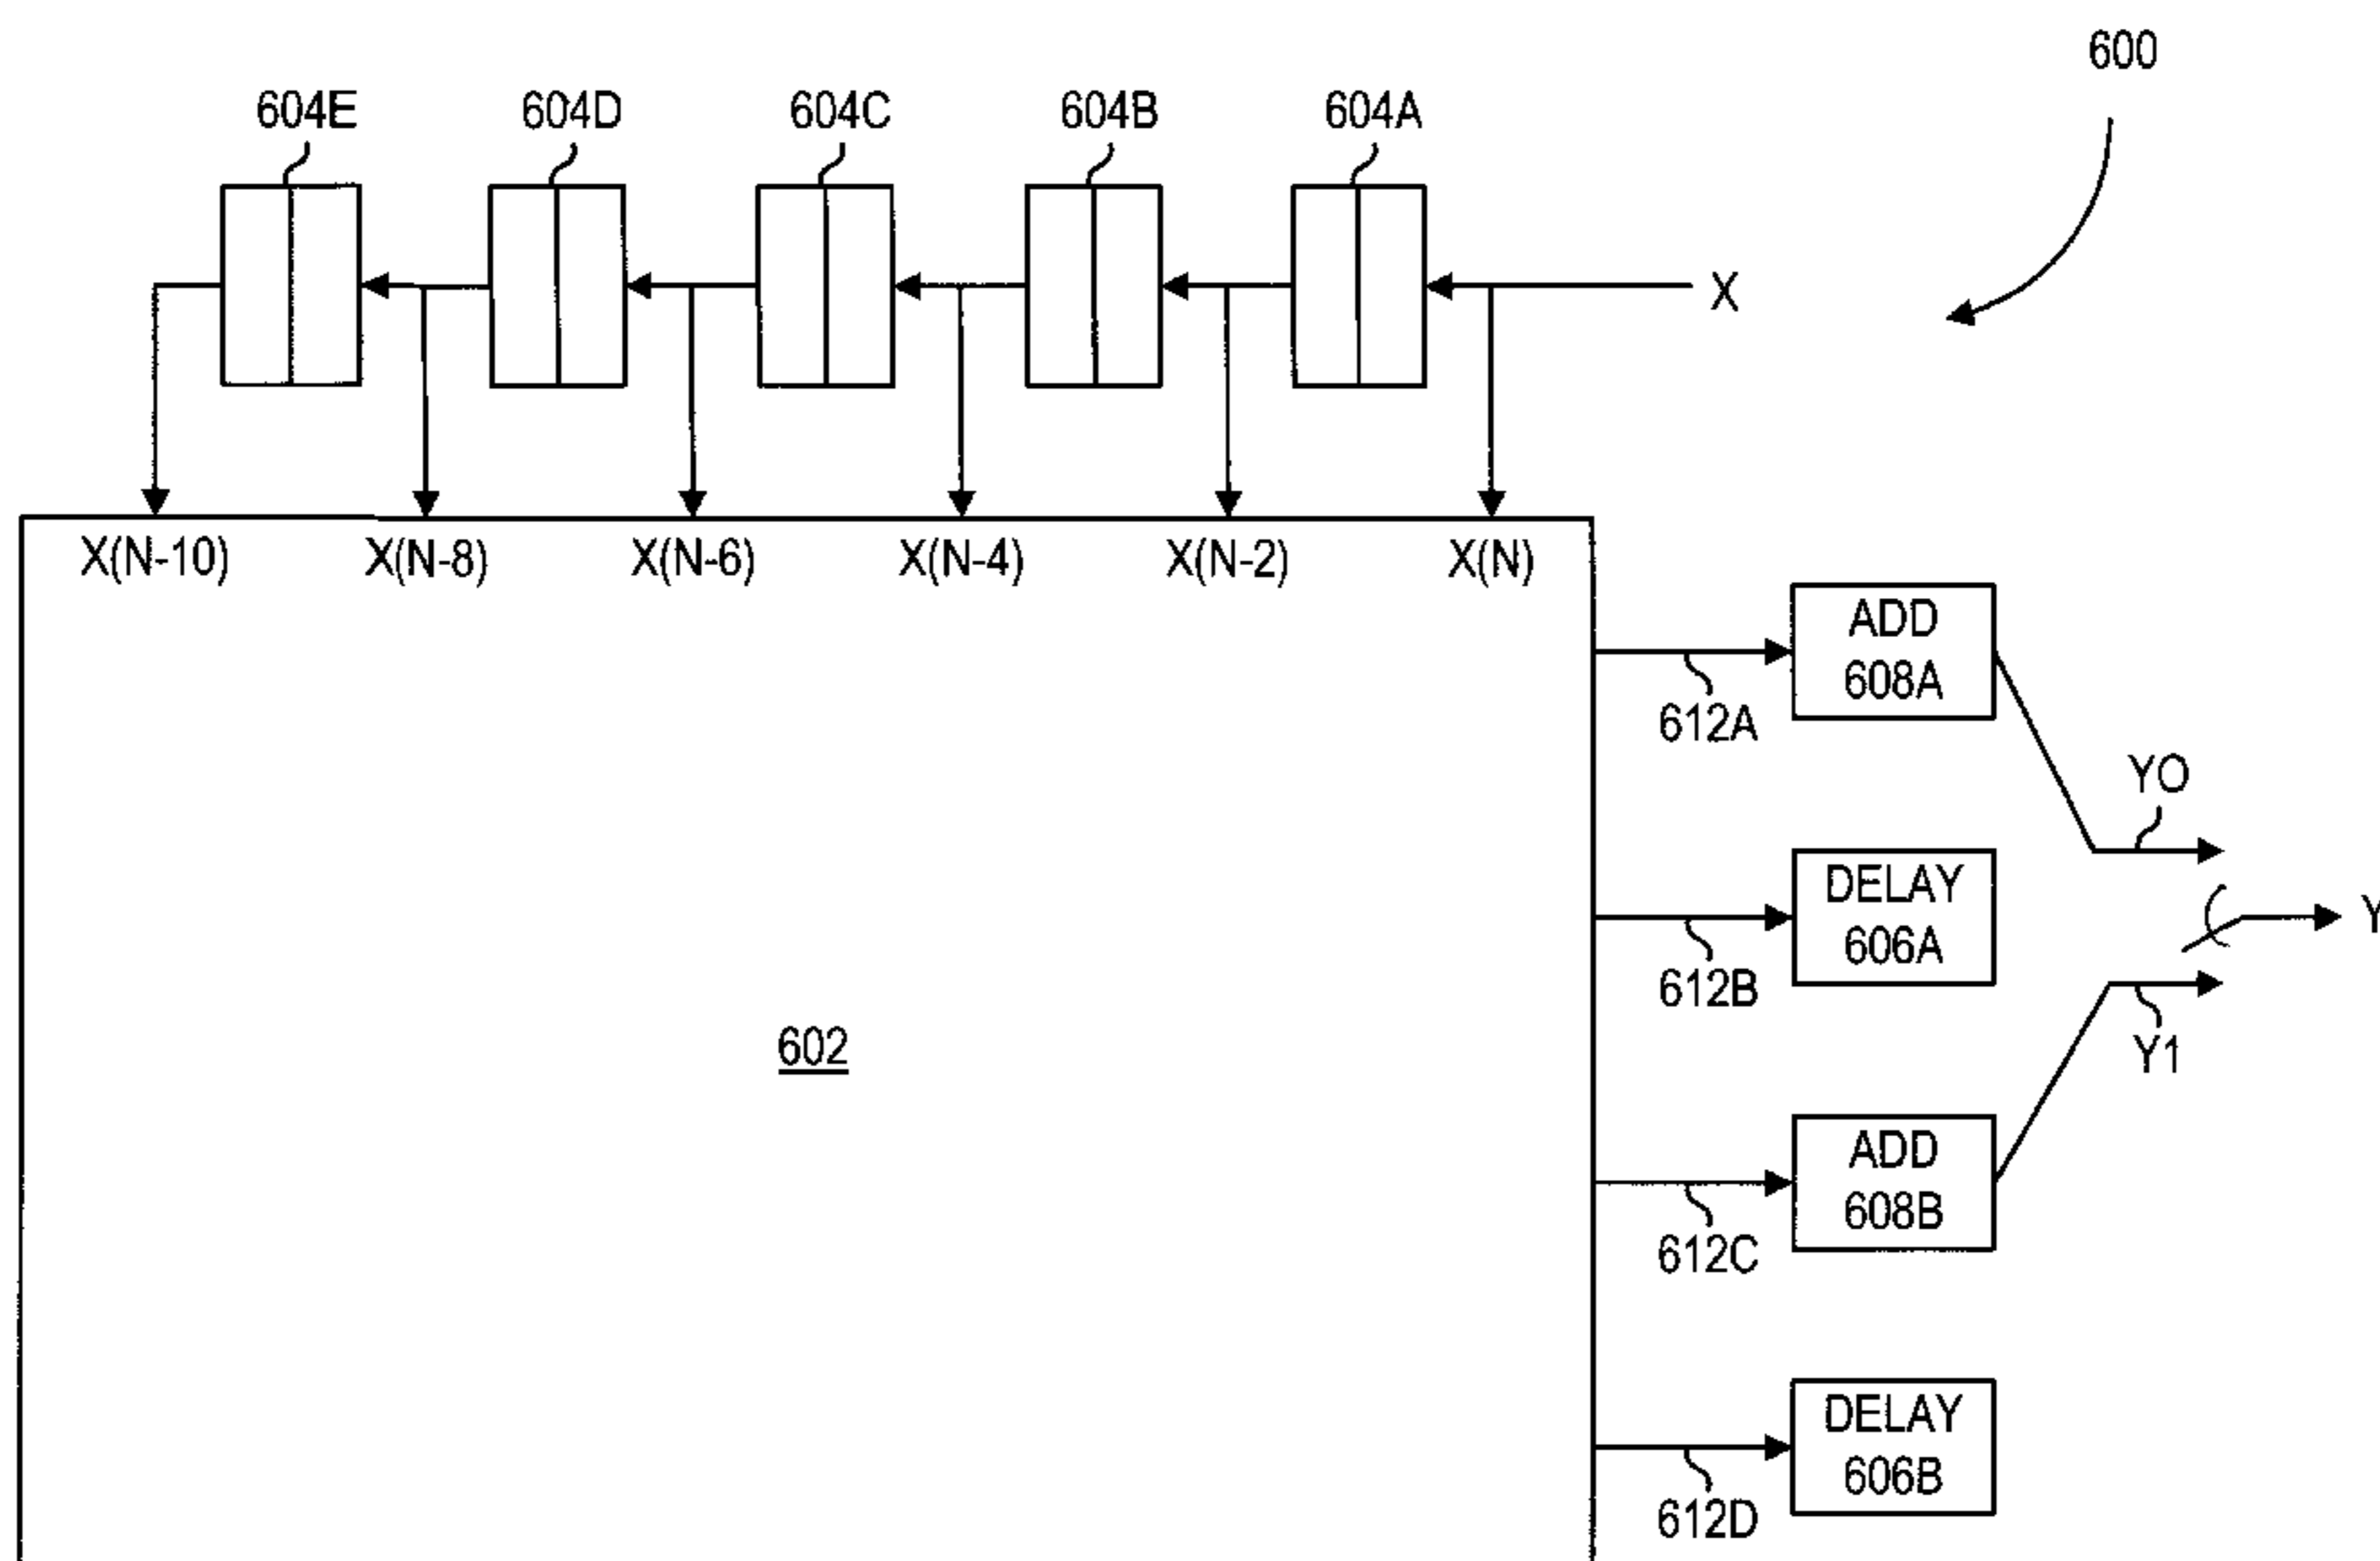 600
604E 604D 604C 604B 604A
X
X(N-10) X(N-8) X(N-6) X(N-4) X(N-2) X(N)
ADD
608A
612A
YO
DELAY
606A
Y
612B
602
Y1
ADD
608B
612C
DELAY
606B
612D